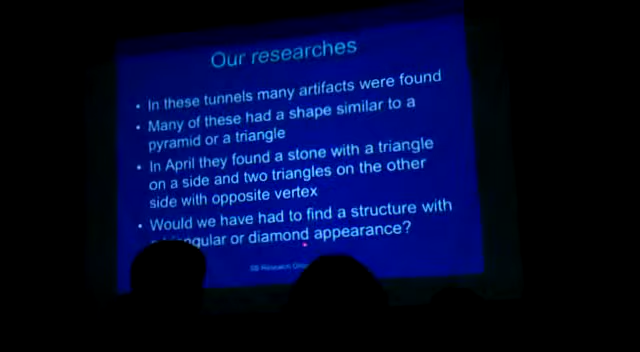 Our researches
• In these tunnels many artifacts were found
• Many of these had a shape similar to a
pyramid or a triangle
• In April they found a stone with a triangle
on a side and two triangles on the other
side with opposite vertex
• Would we have had to find a structure with
or diamond appearance?
SB Research